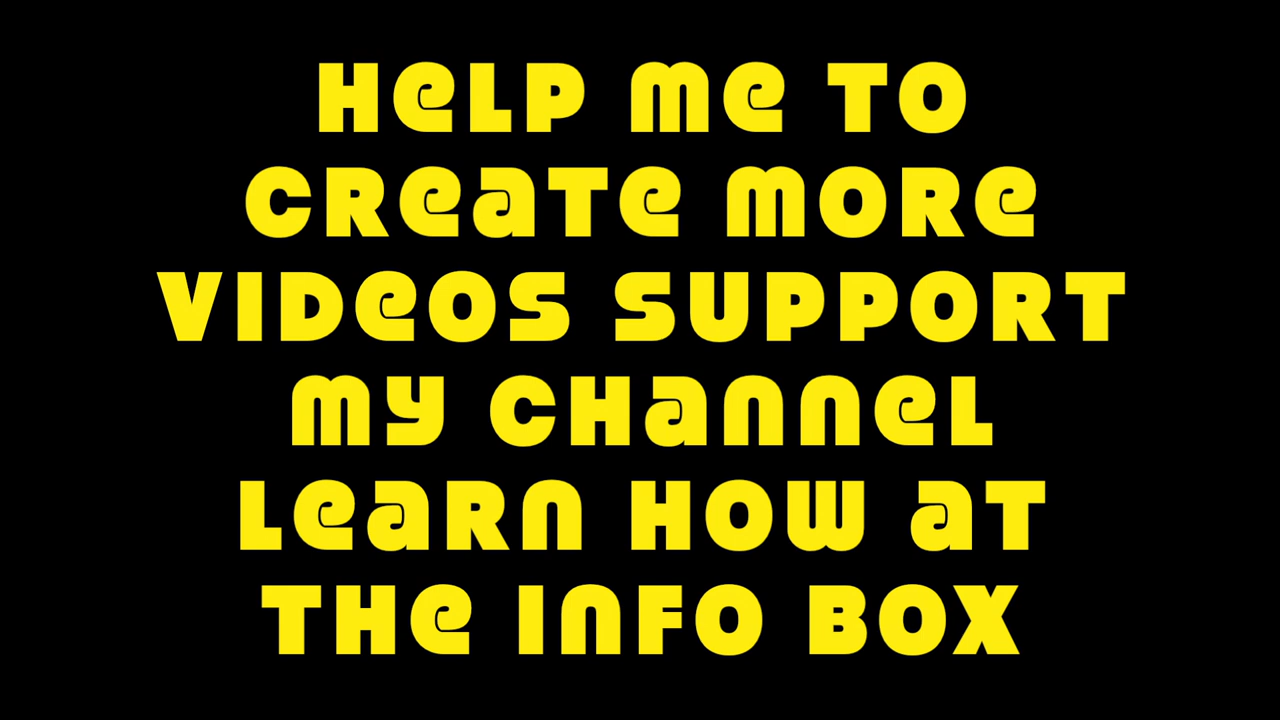 HELP ME TO
CREATE MORE
VIDEOS SUPPORT
MY CHANNEL
LEARN HOW AT
THE INFO BOX